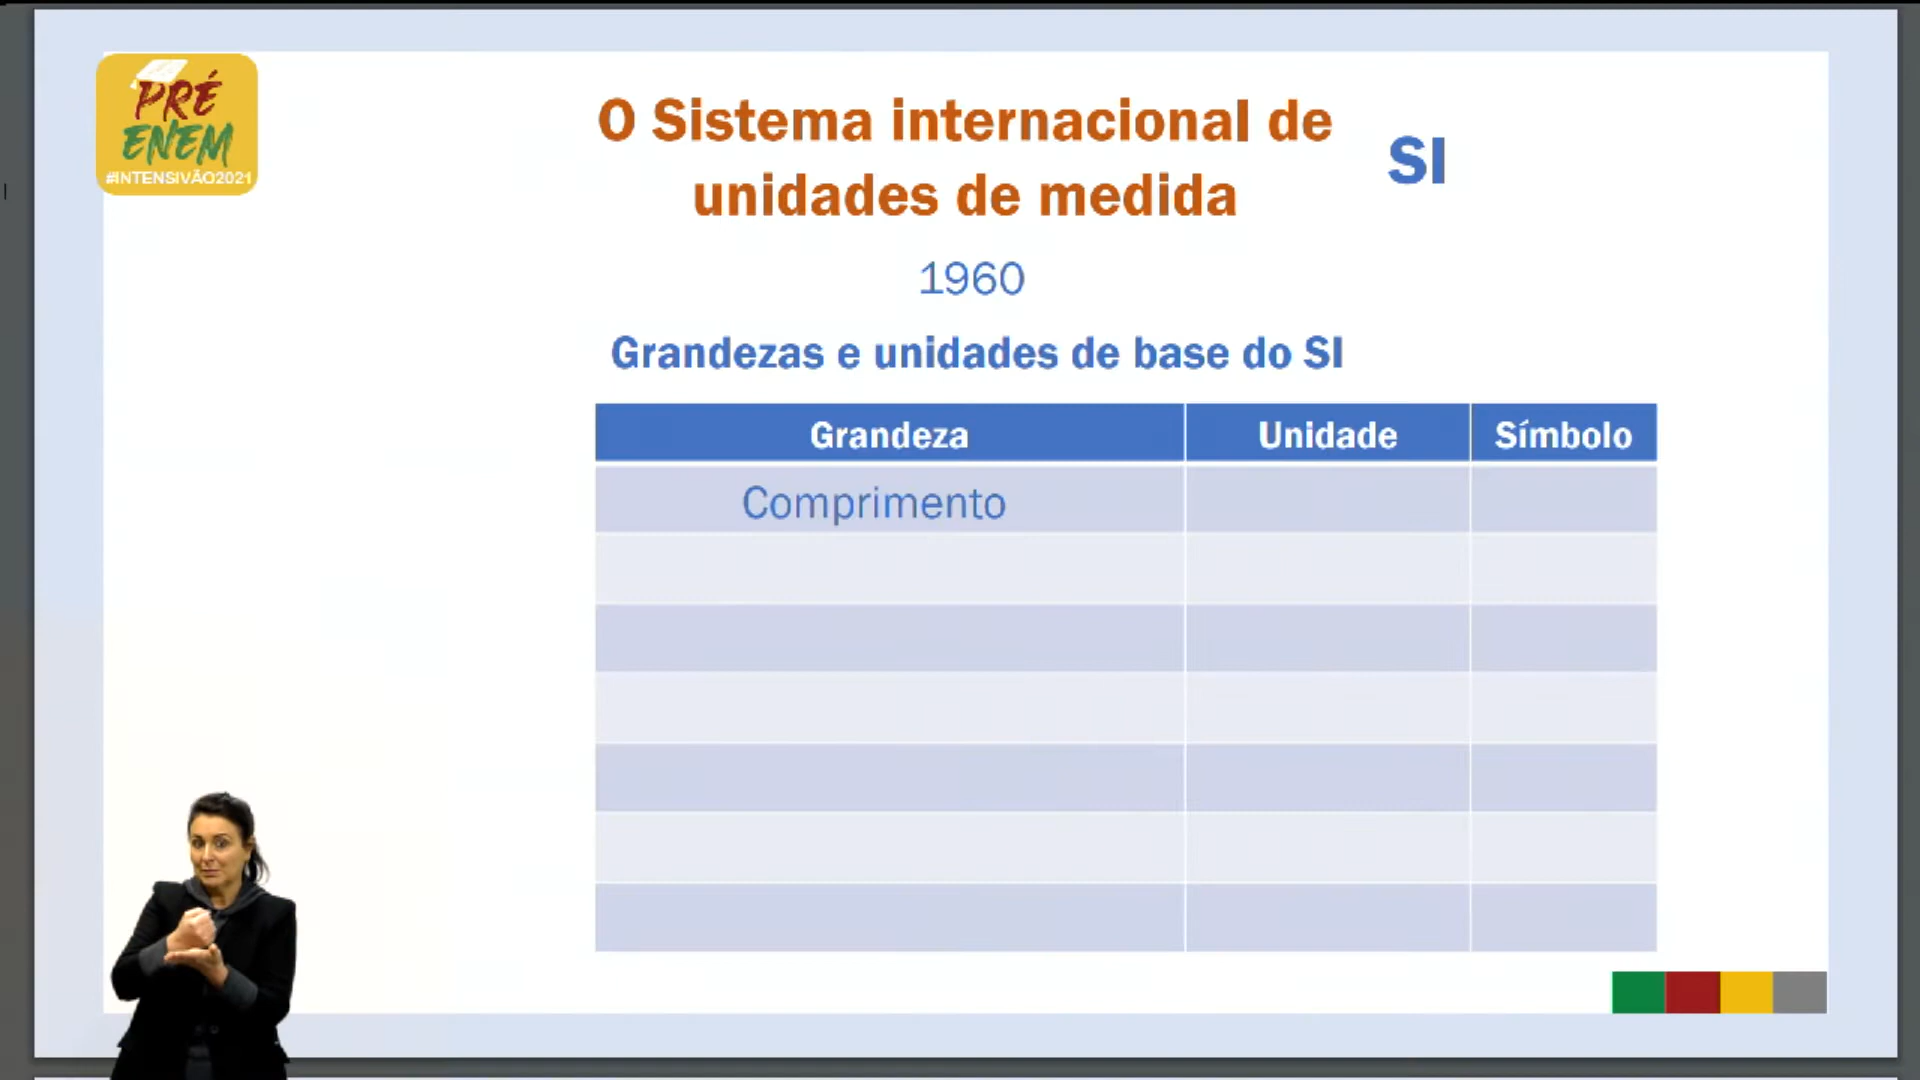 PRÉ
ENEM
#INTENSIVÃO2021
O Sistema internacional de
unidades de medida
SI
1960
Grandezas e unidades de base do SI
Grandeza Unidade Símbolo
Comprimento